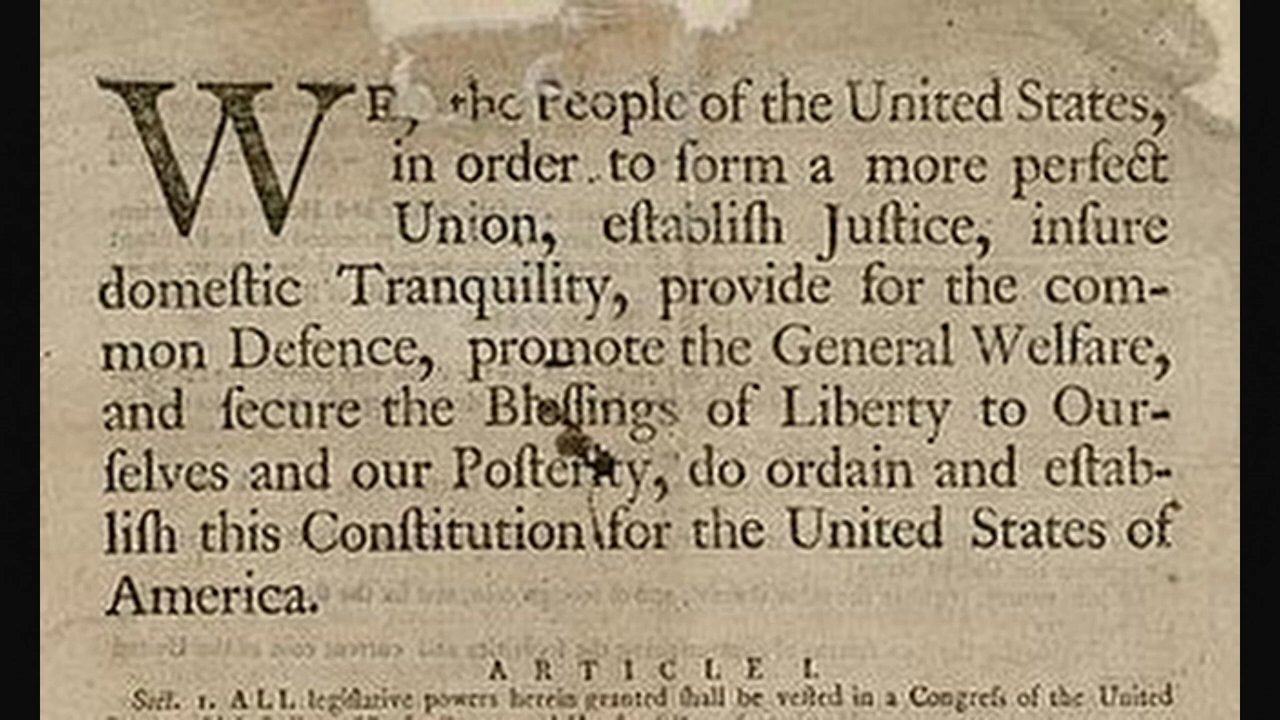 WE, the People of the United States,
in order to form a more perfect
Union, eſtabliſh Juſtice, inſure
domeſtic Tranquility, provide for the com-
mon Defence, promote the General Welfare,
and ſecure the Bleſſings of Liberty to Our-
ſelves and our Poſterity, do ordain and eſtab-
liſh this Conſtitution for the United States of
America.
ARTICLE I.
Sect. 1. ALL legiſlative powers herein granted ſhall be veſted in a Congreſs of the United